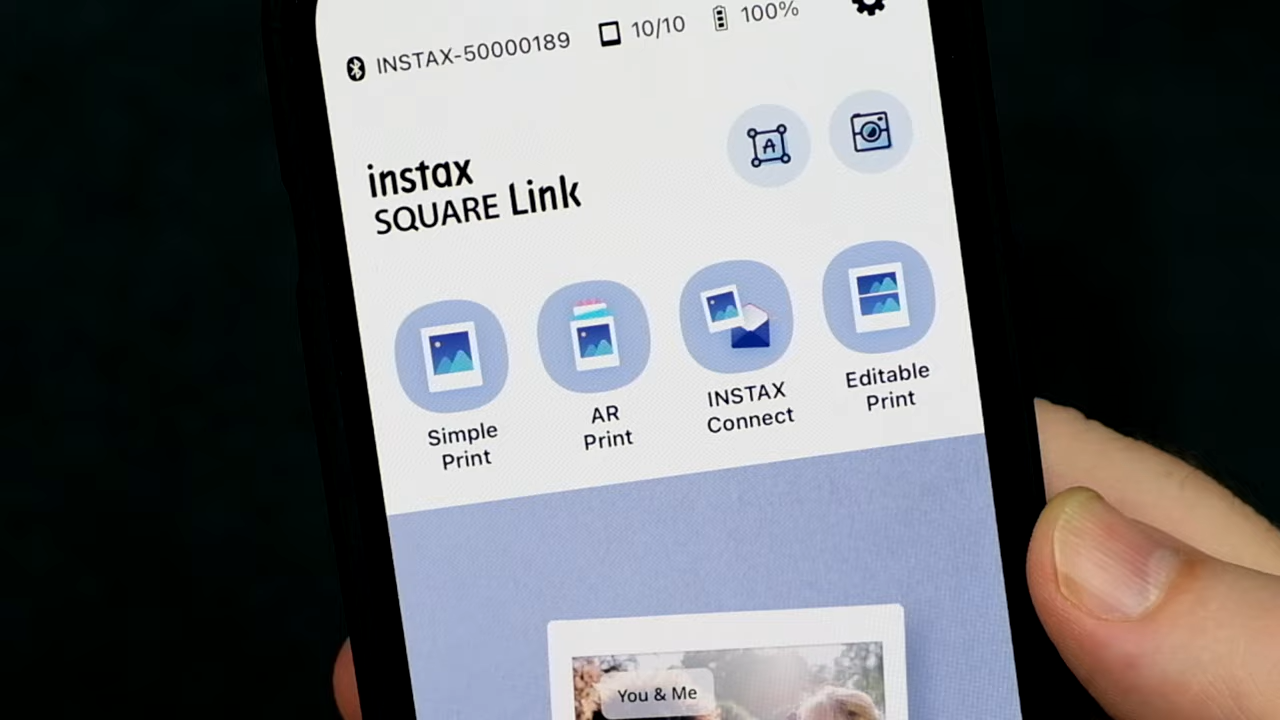 INSTAX-50000189 10/10 100%
A
instax
SQUARE Link
Simple
Print
AR
Print
INSTAX
Connect
Editable
Print
You & Me